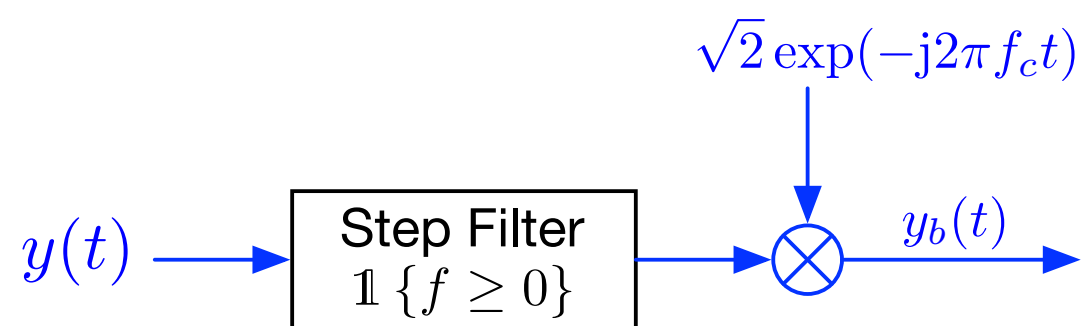 √2 exp(−j2πf_c t)
y(t)
Step Filter
𝟙 {f ≥ 0}
y_b(t)